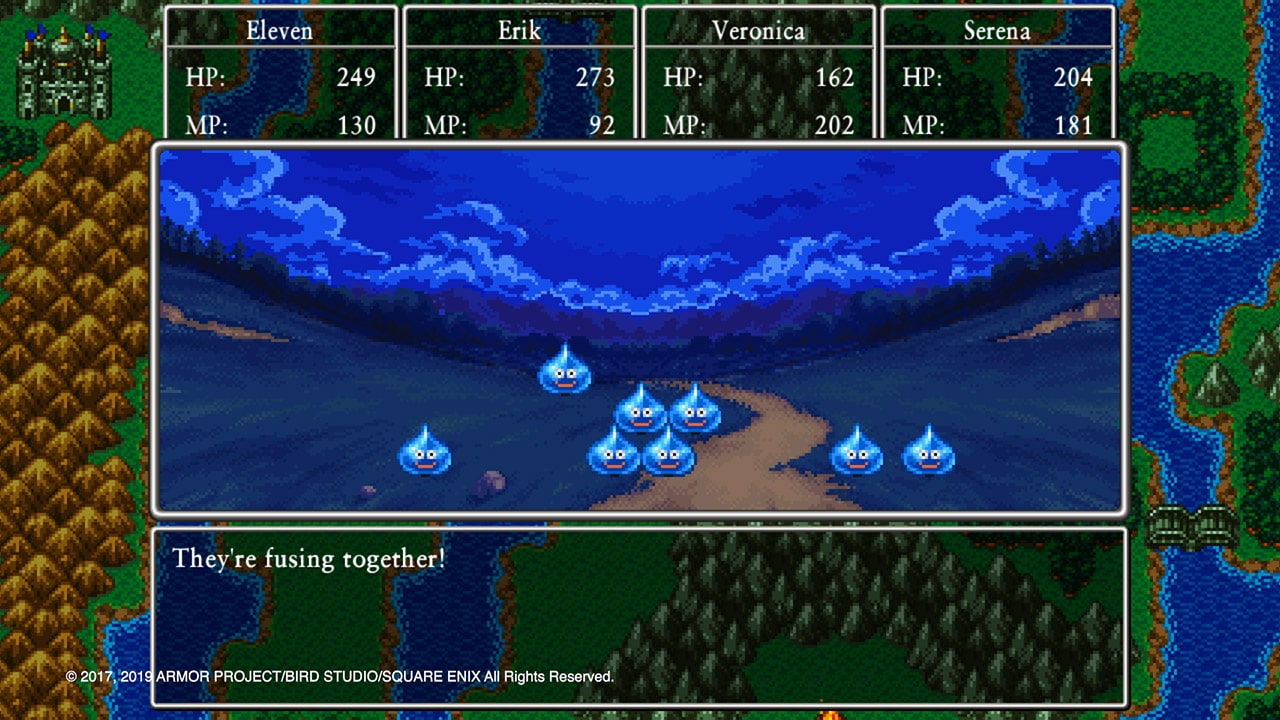 Eleven Erik Veronica Serena
HP: 249 HP: 273 HP: 162 HP: 204
MP: 130 MP: 92 MP: 202 MP: 181
They're fusing together!
© 2017, 2019 ARMOR PROJECT/BIRD STUDIO/SQUARE ENIX All Rights Reserved.